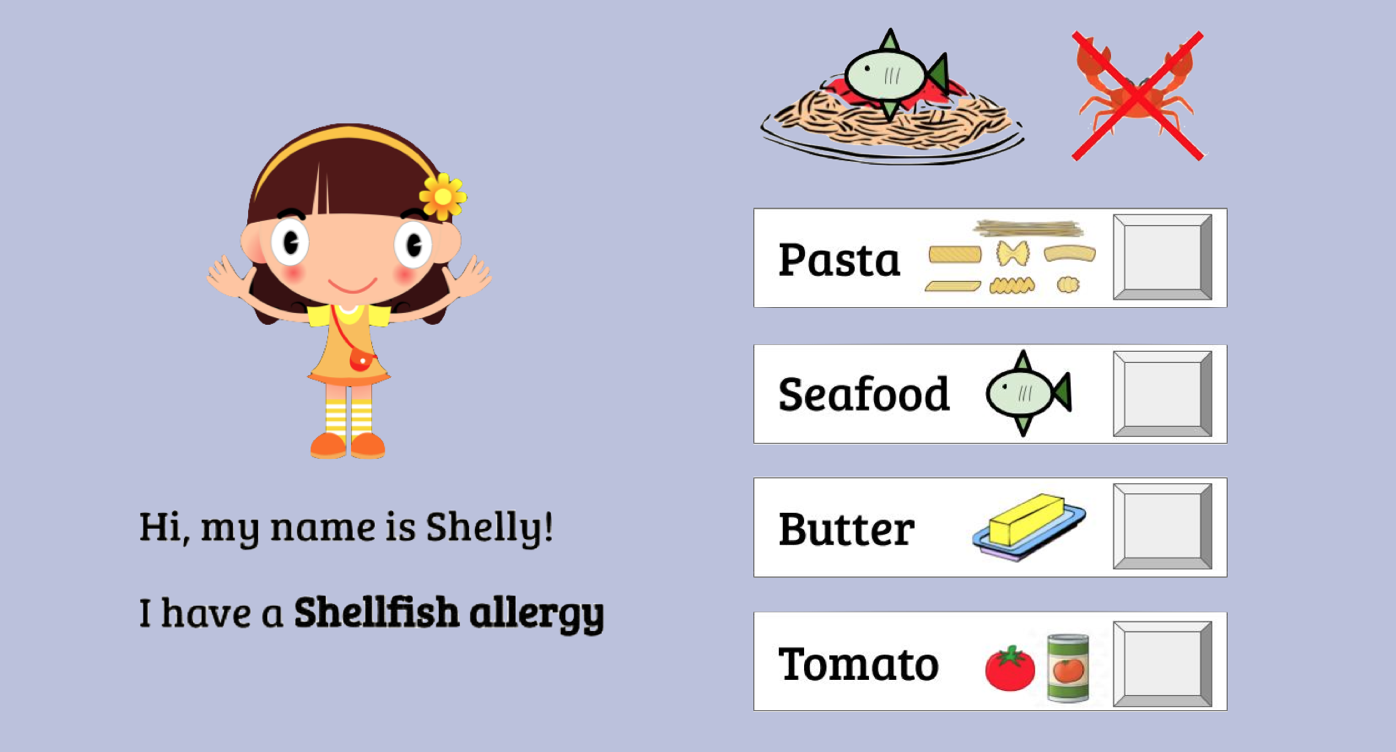 Hi, my name is Shelly!
I have a Shellfish allergy
Pasta
Seafood
Butter
Tomato